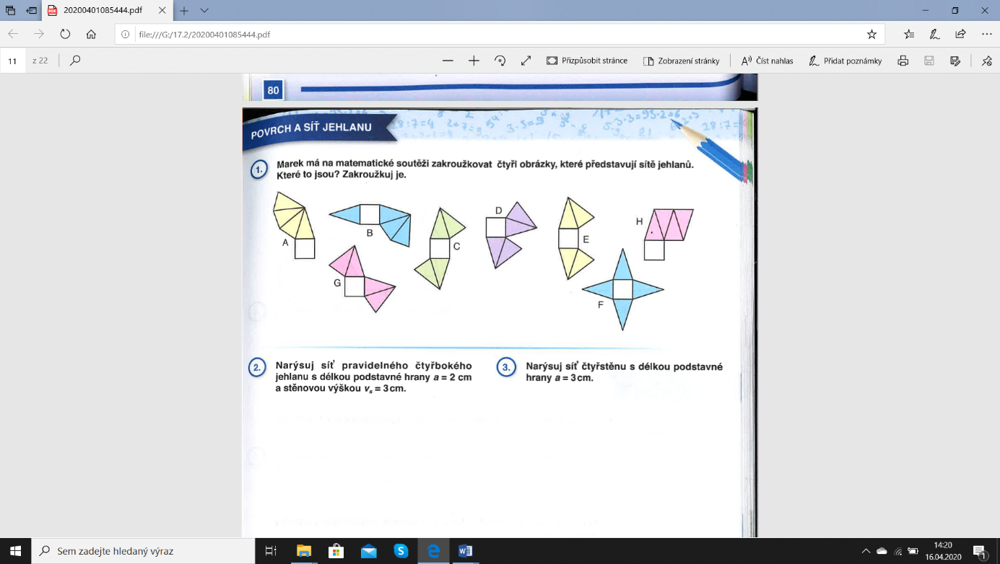 20200401085444.pdf
file:///G:/17.2/20200401085444.pdf
11 z 22
Přizpůsobit stránce
Zobrazení stránky
Číst nahlas
Přidat poznámky
80
POVRCH A SÍŤ JEHLANU
1. Marek má na matematické soutěži zakroužkovat čtyři obrázky, které představují sítě jehlanů.
Které to jsou? Zakroužkuj je.
A
B
C
D
E
H
G
F
2. Narýsuj síť pravidelného čtyřbokého
jehlanu s délkou podstavné hrany a = 2 cm
a stěnovou výškou vs = 3 cm.
3. Narýsuj síť čtyřstěnu s délkou podstavné
hrany a = 3 cm.
Sem zadejte hledaný výraz
14:20
16.04.2020
1